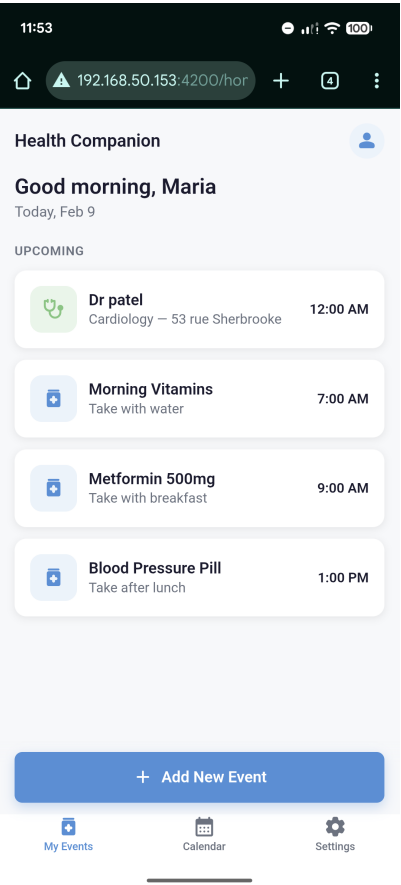 11:53
100
192.168.50.153:4200/hor
4
Health Companion
Good morning, Maria
Today, Feb 9
UPCOMING
Dr patel
Cardiology — 53 rue Sherbrooke
12:00 AM
Morning Vitamins
Take with water
7:00 AM
Metformin 500mg
Take with breakfast
9:00 AM
Blood Pressure Pill
Take after lunch
1:00 PM
+ Add New Event
My Events
Calendar
Settings